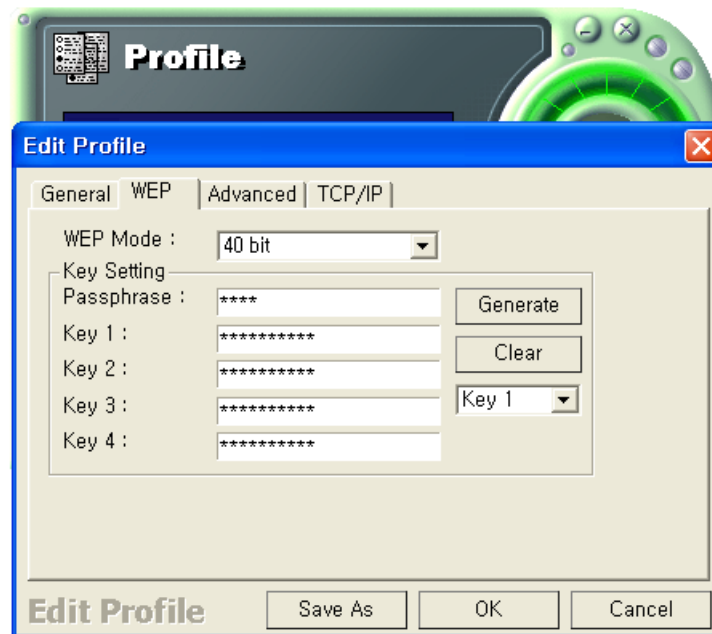 Profile
Edit Profile
General WEP Advanced TCP/IP
WEP Mode : 40 bit
Key Setting
Passphrase : **** Generate
Key 1 : **********
Clear
Key 2 : **********
Key 3 : ********** Key 1
Key 4 : **********
Edit Profile Save As OK Cancel